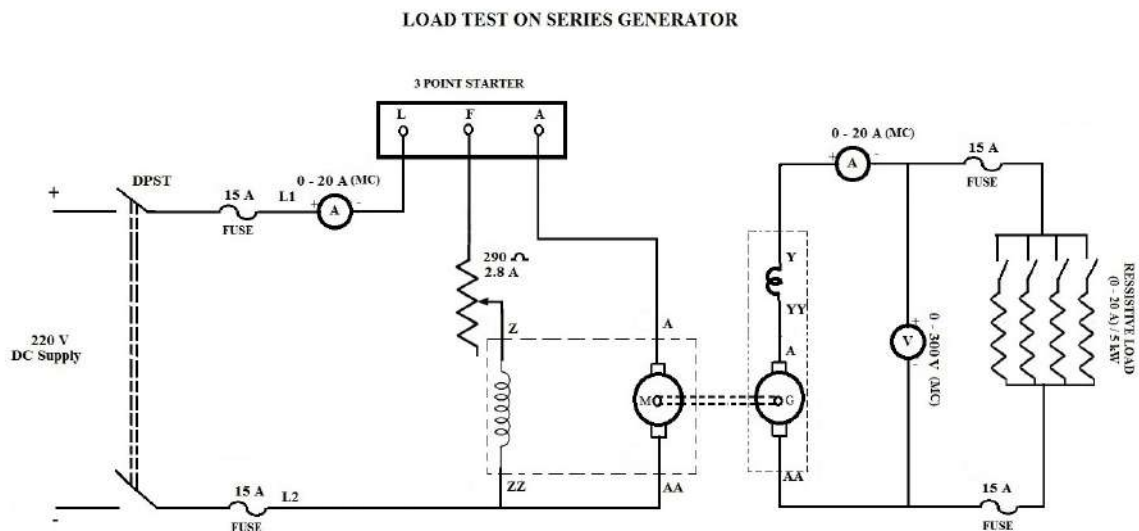 LOAD TEST ON SERIES GENERATOR
3 POINT STARTER
L F A
+
DPST
15 A
FUSE
L1
0 - 20 A (MC)
+ A -
290
2.8 A
Z
ZZ
220 V
DC Supply
-
15 A
FUSE
L2
A
M
AA
0 - 20 A (MC)
+ A -
15 A
FUSE
Y
YY
A
G
AA
+
V
-
0 - 300 V (MC)
RESSISTIVE LOAD
(0 - 20 A) / 5 kW
15 A
FUSE